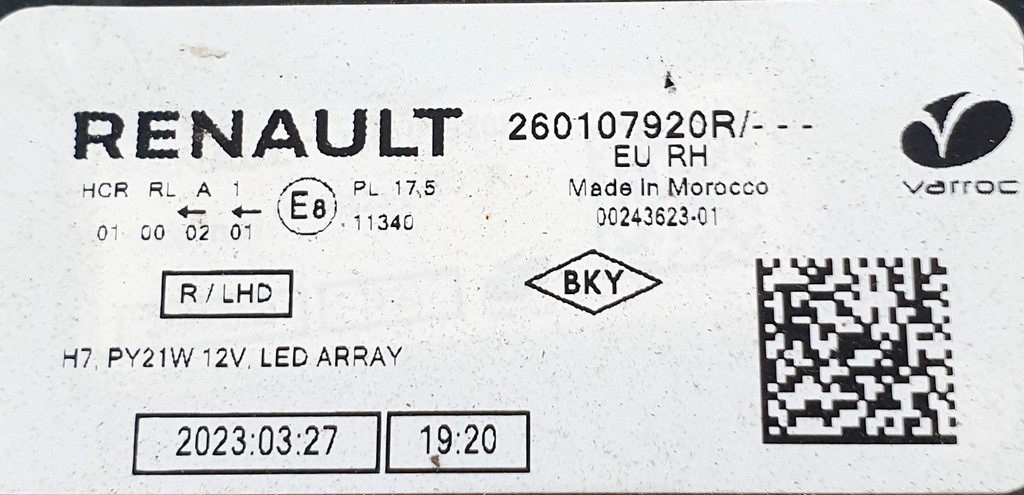 RENAULT 260107920R/---
EU RH
varroc
HCR RL A 1 E8 PL 17,5 Made In Morocco
← ←
01 00 02 01 11340 00243623-01
R/LHD BKY
H7, PY21W 12V, LED ARRAY
2023:03:27 19:20